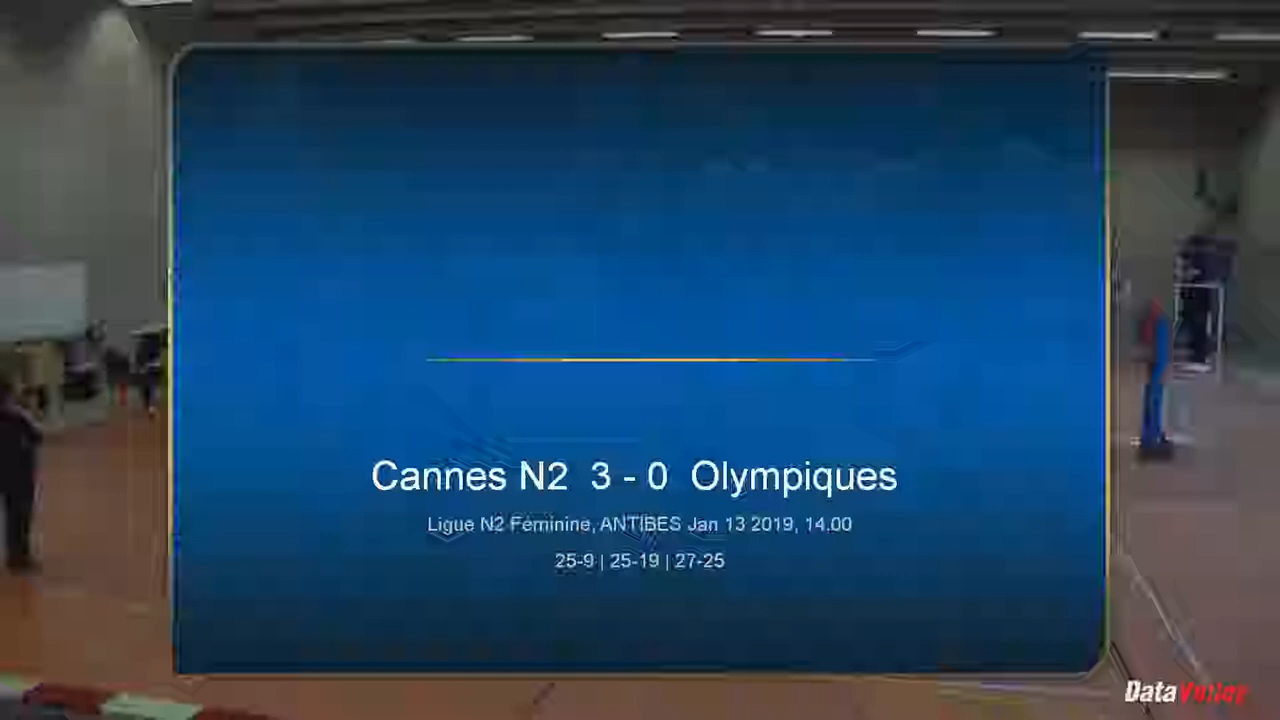 Cannes N2 3 - 0 Olympiques
Ligue N2 Féminine, ANTIBES Jan 13 2019, 14.00
25-9 | 25-19 | 27-25
DataVolley